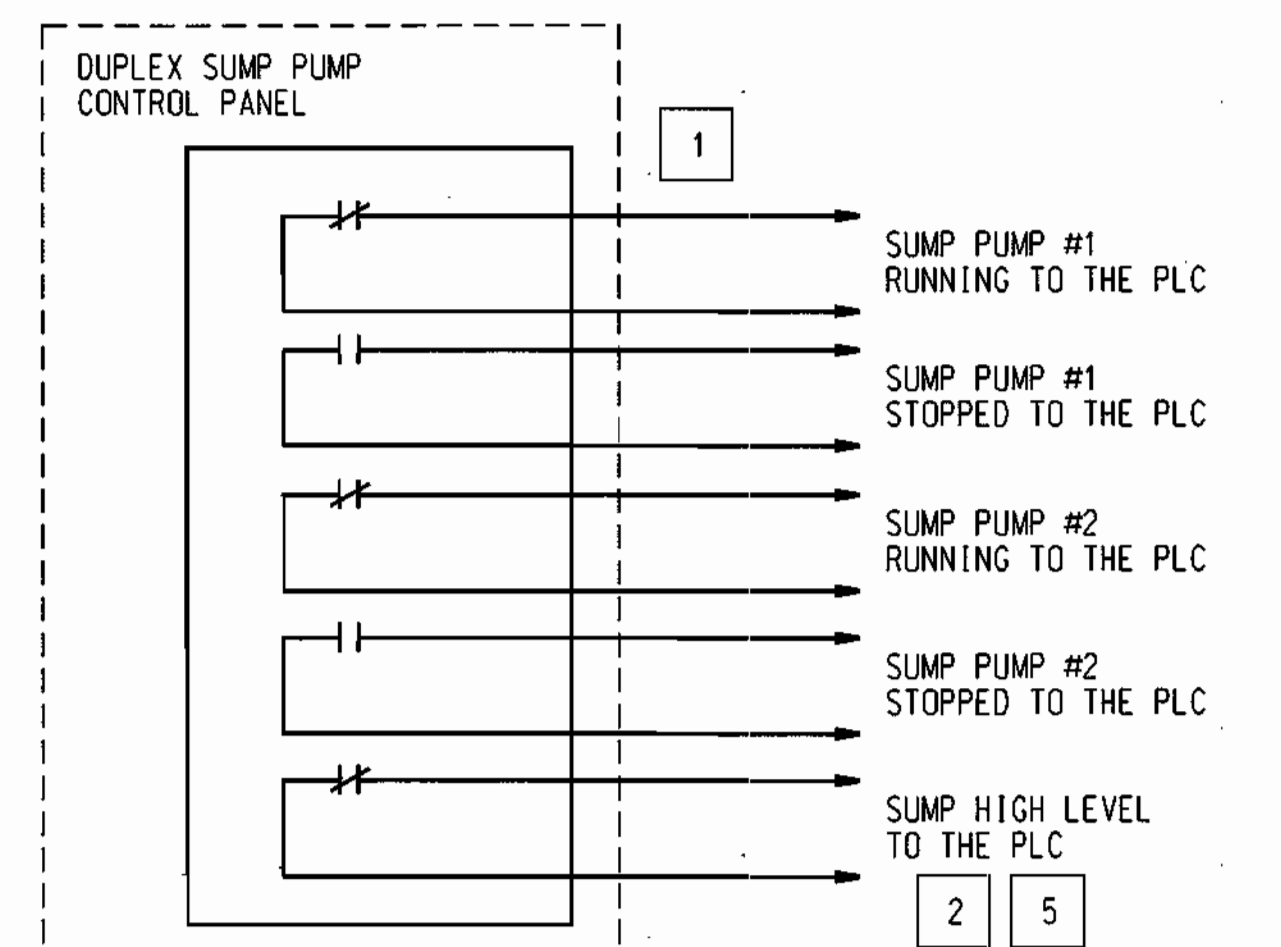 DUPLEX SUMP PUMP
CONTROL PANEL
1
SUMP PUMP #1
RUNNING TO THE PLC
SUMP PUMP #1
STOPPED TO THE PLC
SUMP PUMP #2
RUNNING TO THE PLC
SUMP PUMP #2
STOPPED TO THE PLC
SUMP HIGH LEVEL
TO THE PLC
2 5